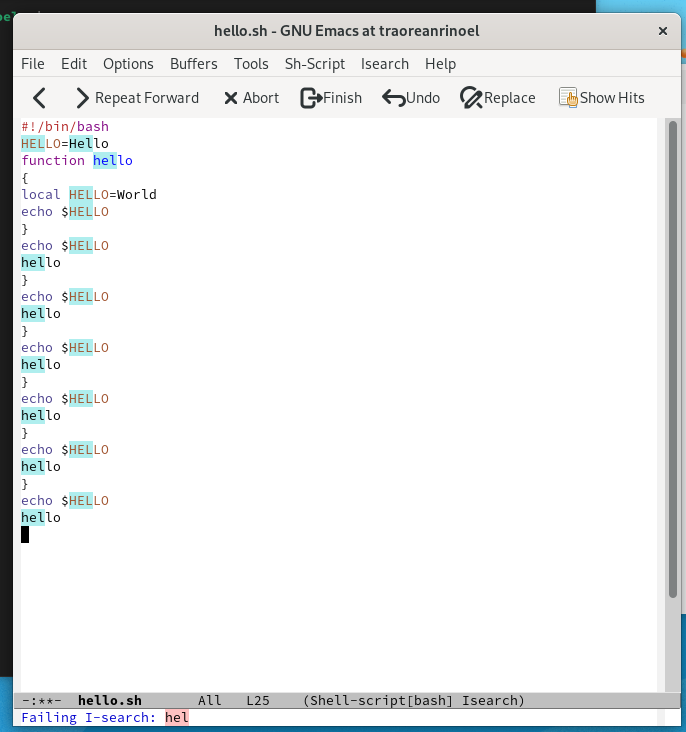 hello.sh - GNU Emacs at traoreanrinoel
File Edit Options Buffers Tools Sh-Script Isearch Help
Repeat Forward Abort Finish Undo Replace Show Hits
#!/bin/bash
HELLO=Hello
function hello
{
local HELLO=World
echo $HELLO
}
echo $HELLO
hello
}
echo $HELLO
hello
}
echo $HELLO
hello
}
echo $HELLO
hello
}
echo $HELLO
hello
}
echo $HELLO
hello
-:**- hello.sh All L25 (Shell-script[bash] Isearch)
Failing I-search: hel